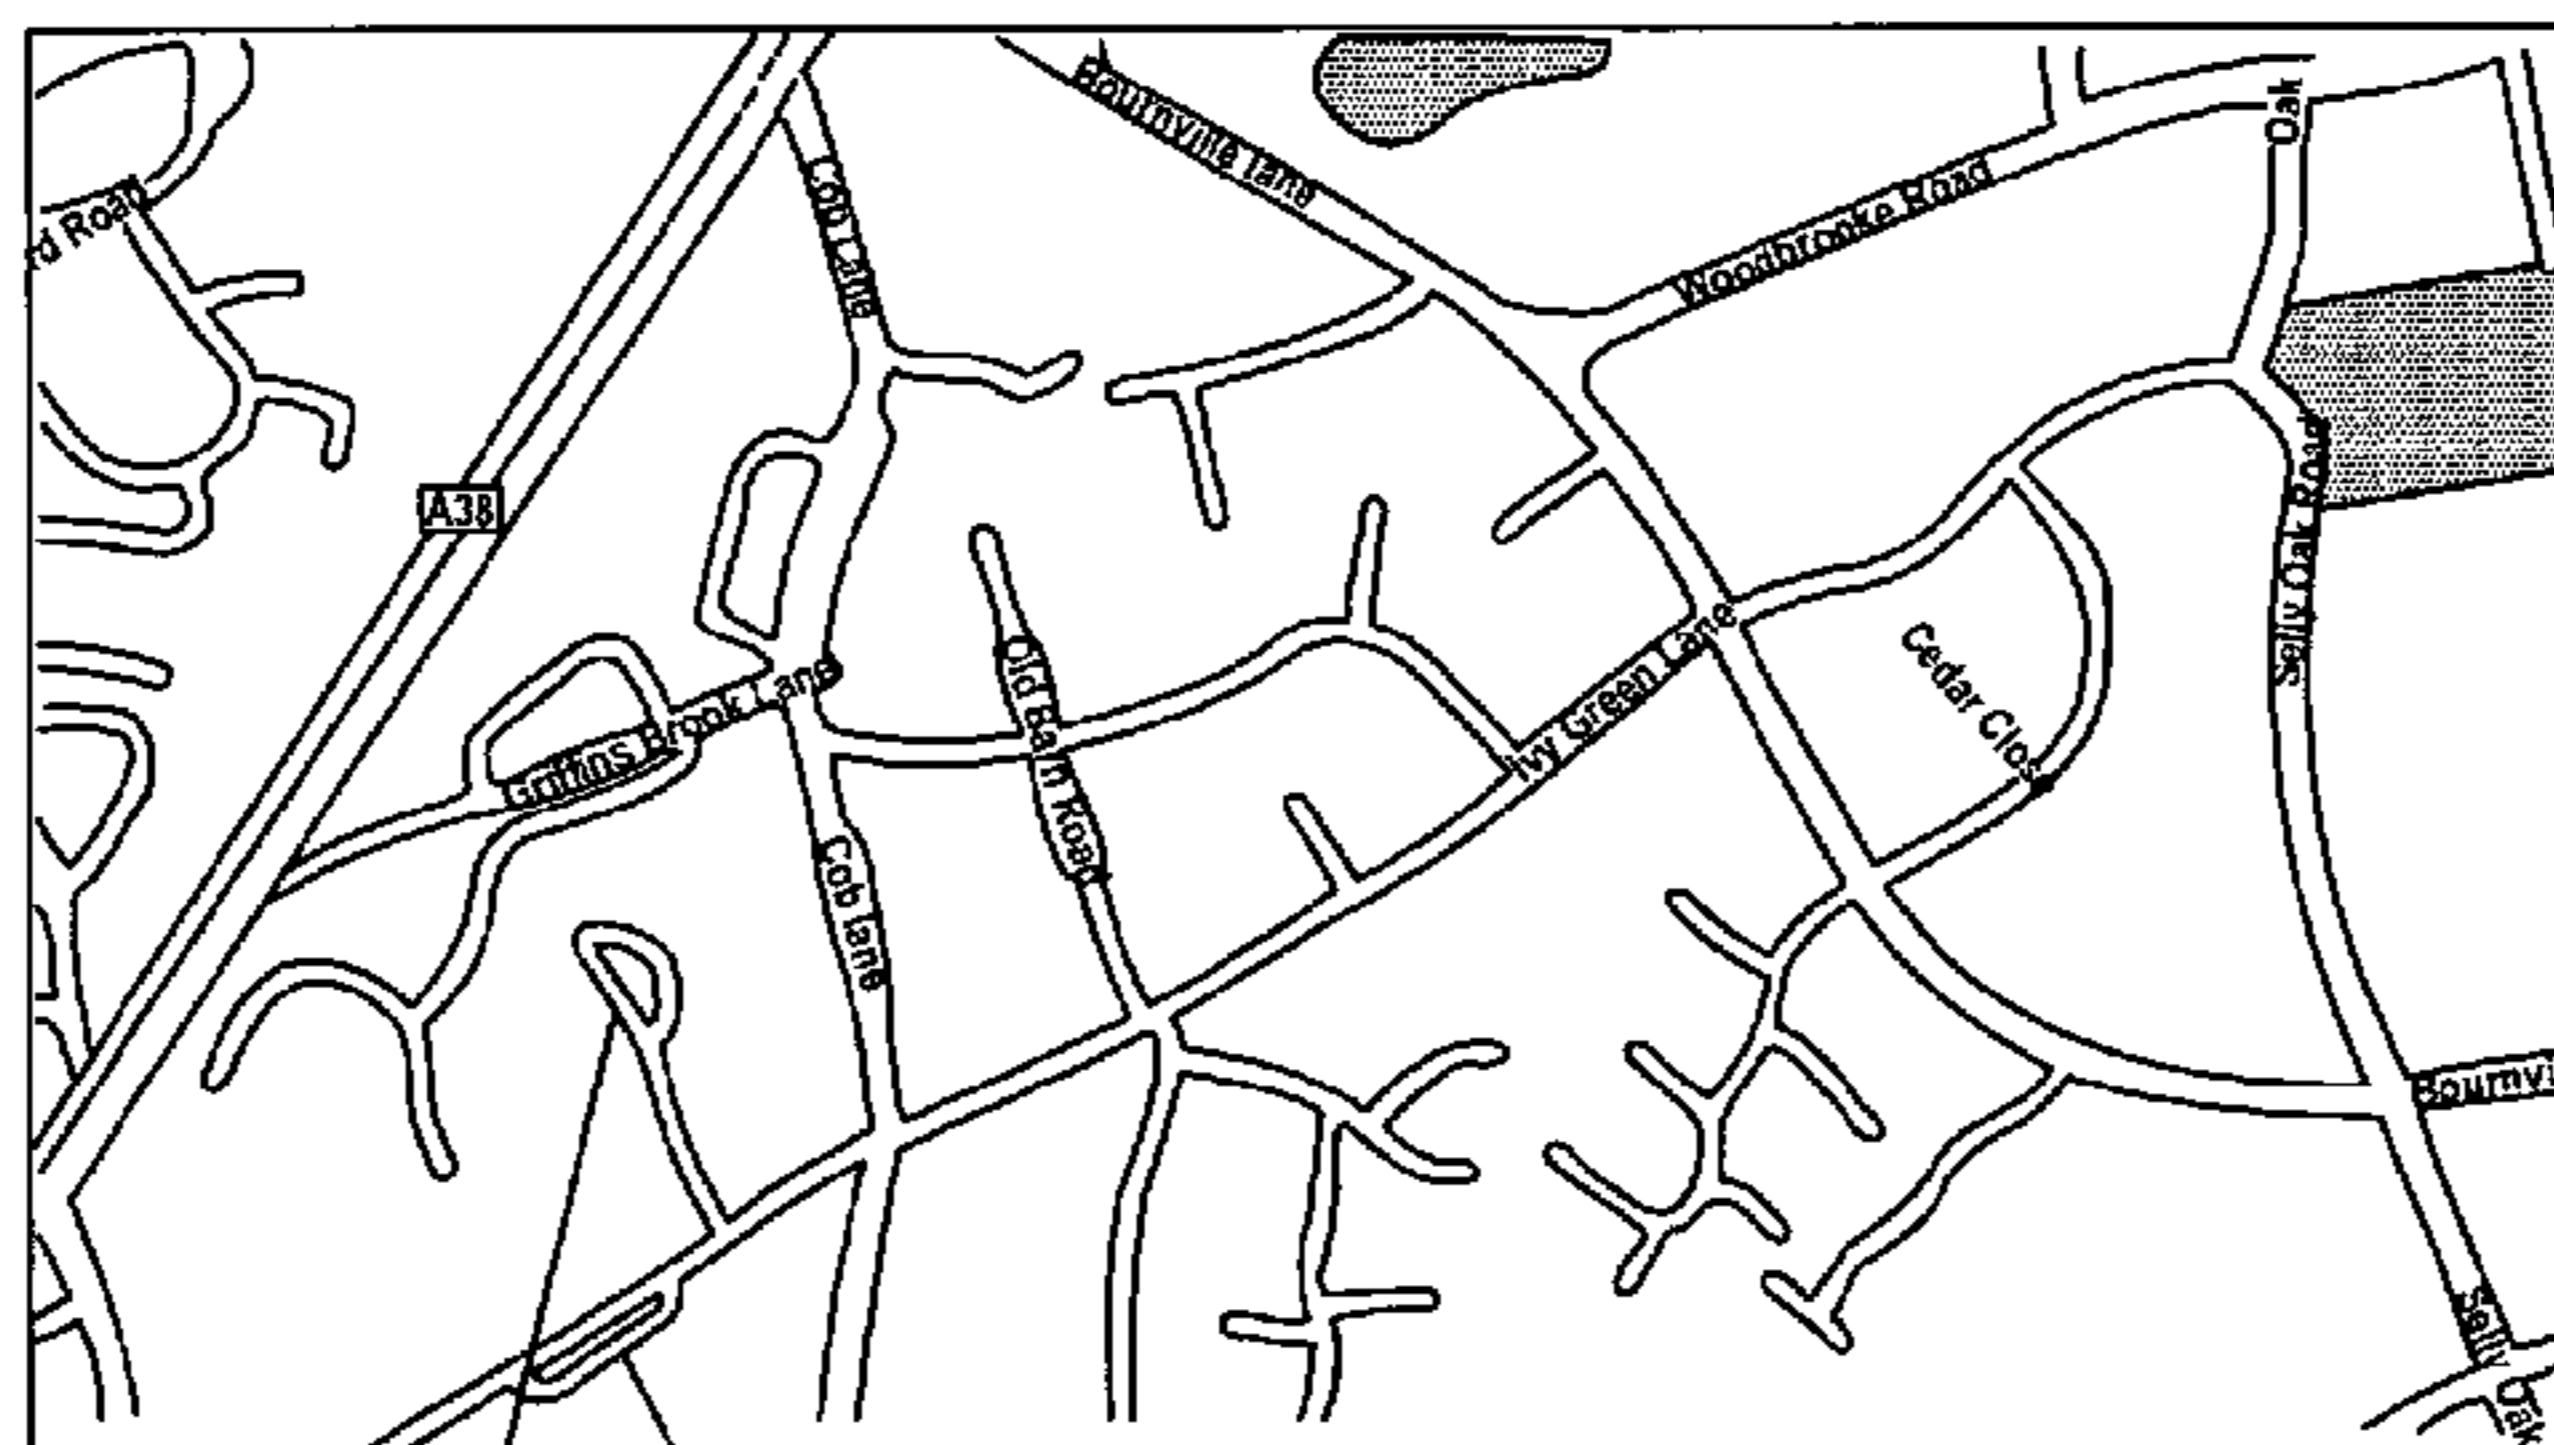 Bournville lane
Oak
Cob Lane
Woodbrooke Road
rd Road
A38
Selly Oak Road
Old Barn Road
Ivy Green Lane
Cedar Close
Griffins Brook Lane
Cob lane
Bournvi
Selly Oak